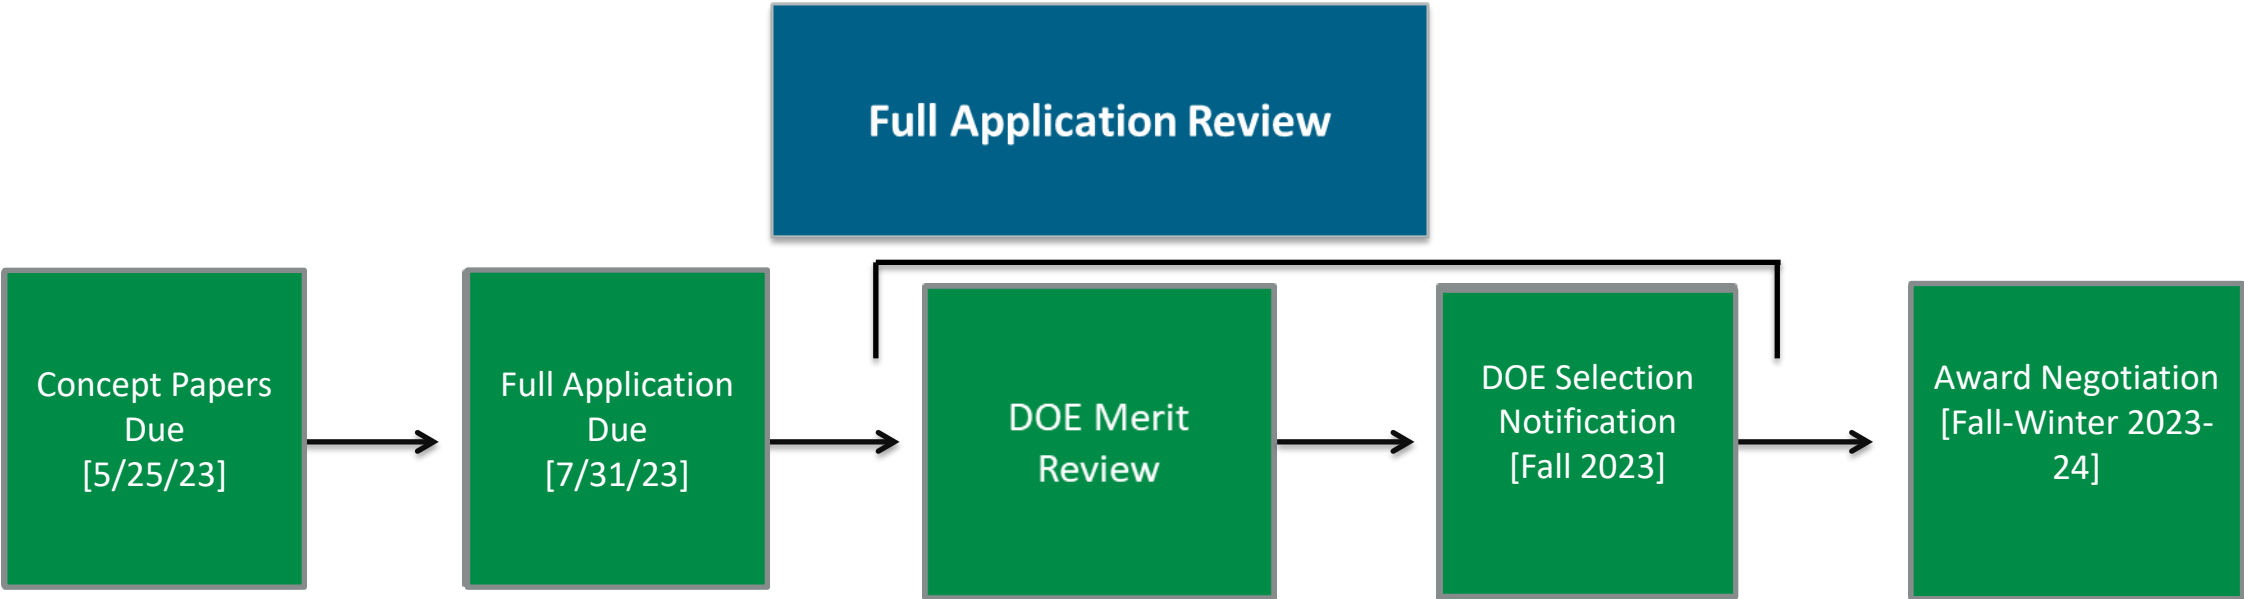 Full Application Review
Concept Papers
Due
[5/25/23]
Full Application
Due
[7/31/23]
DOE Merit
Review
DOE Selection
Notification
[Fall 2023]
Award Negotiation
[Fall-Winter 2023-
24]